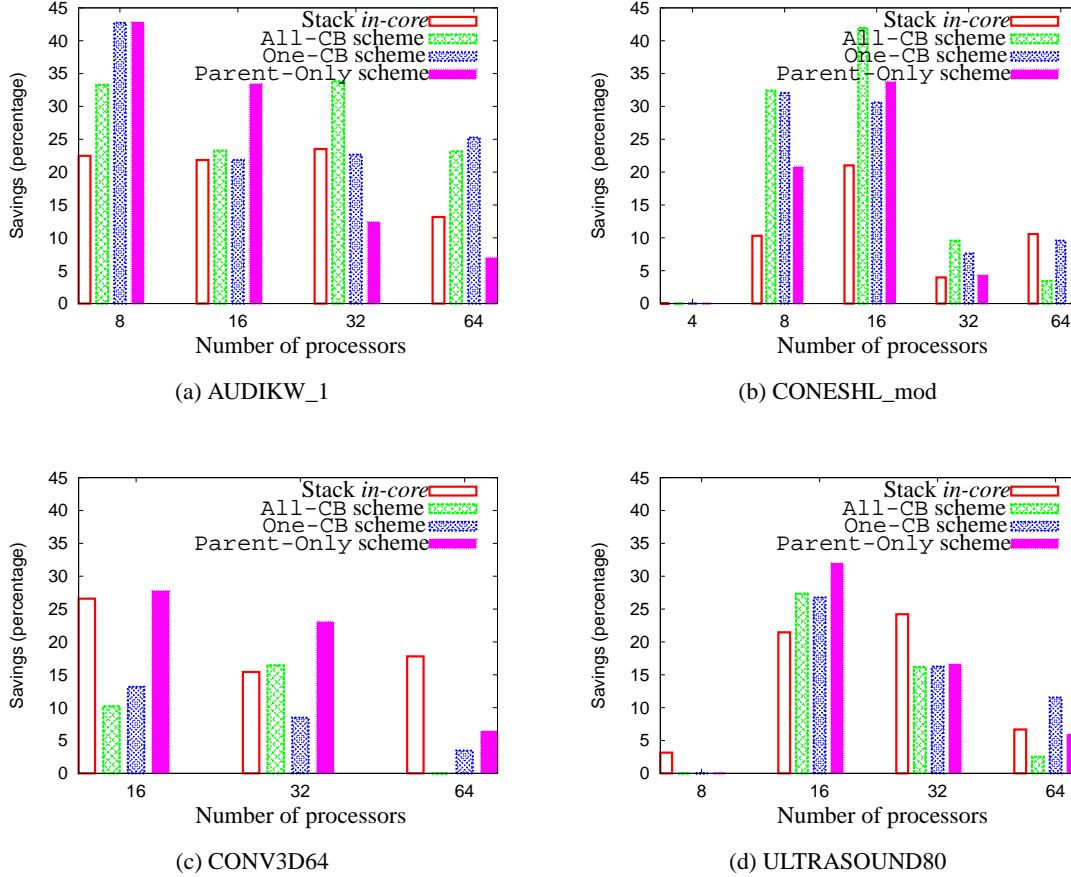 45
40
35
30
25
20
15
10
5
0
Savings (percentage)
Stack in-core
All-CB scheme
One-CB scheme
Parent-Only scheme
8 16 32 64
Number of processors
(a) AUDIKW_1
45
40
35
30
25
20
15
10
5
0
Savings (percentage)
Stack in-core
All-CB scheme
One-CB scheme
Parent-Only scheme
4 8 16 32 64
Number of processors
(b) CONESHL_mod
45
40
35
30
25
20
15
10
5
0
Savings (percentage)
Stack in-core
All-CB scheme
One-CB scheme
Parent-Only scheme
16 32 64
Number of processors
(c) CONV3D64
45
40
35
30
25
20
15
10
5
0
Savings (percentage)
Stack in-core
All-CB scheme
One-CB scheme
Parent-Only scheme
8 16 32 64
Number of processors
(d) ULTRASOUND80